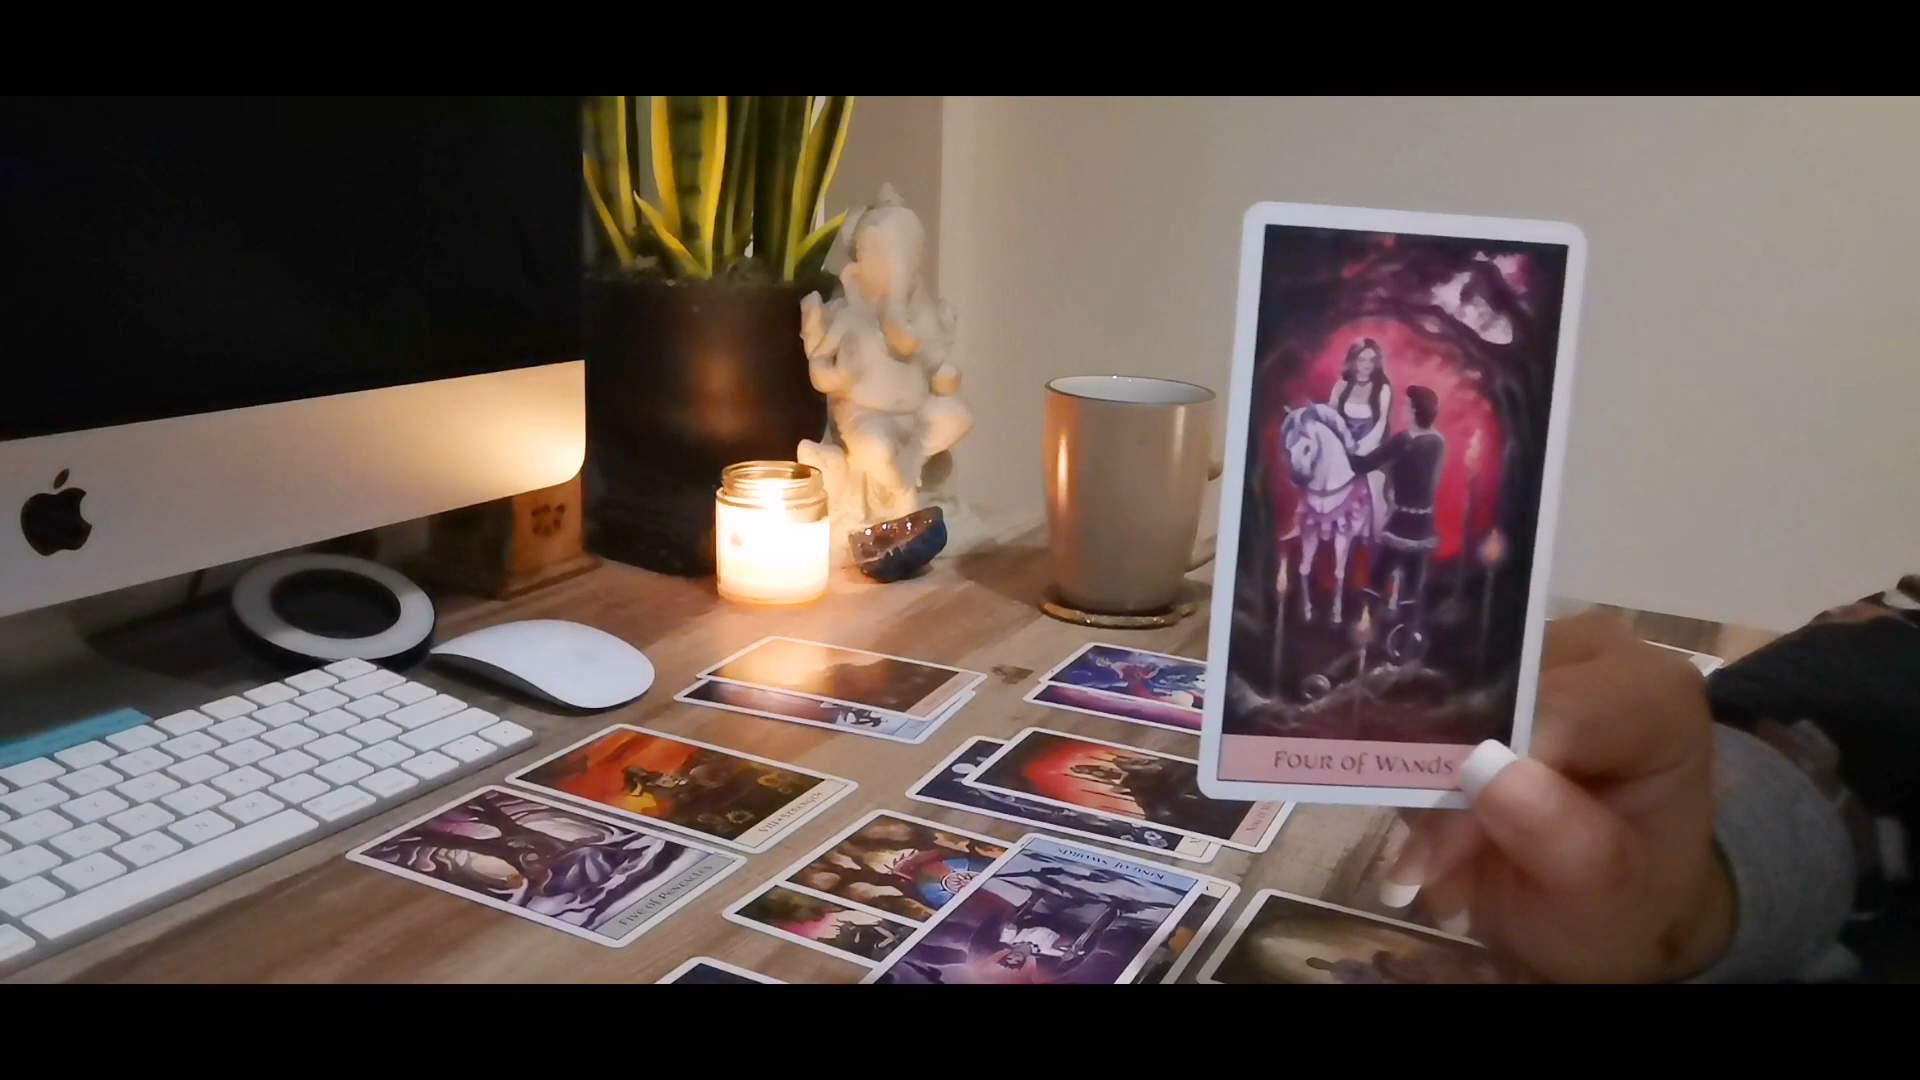 Four of Wands
VIII • Strength
Five of Pentacles
King of Swords